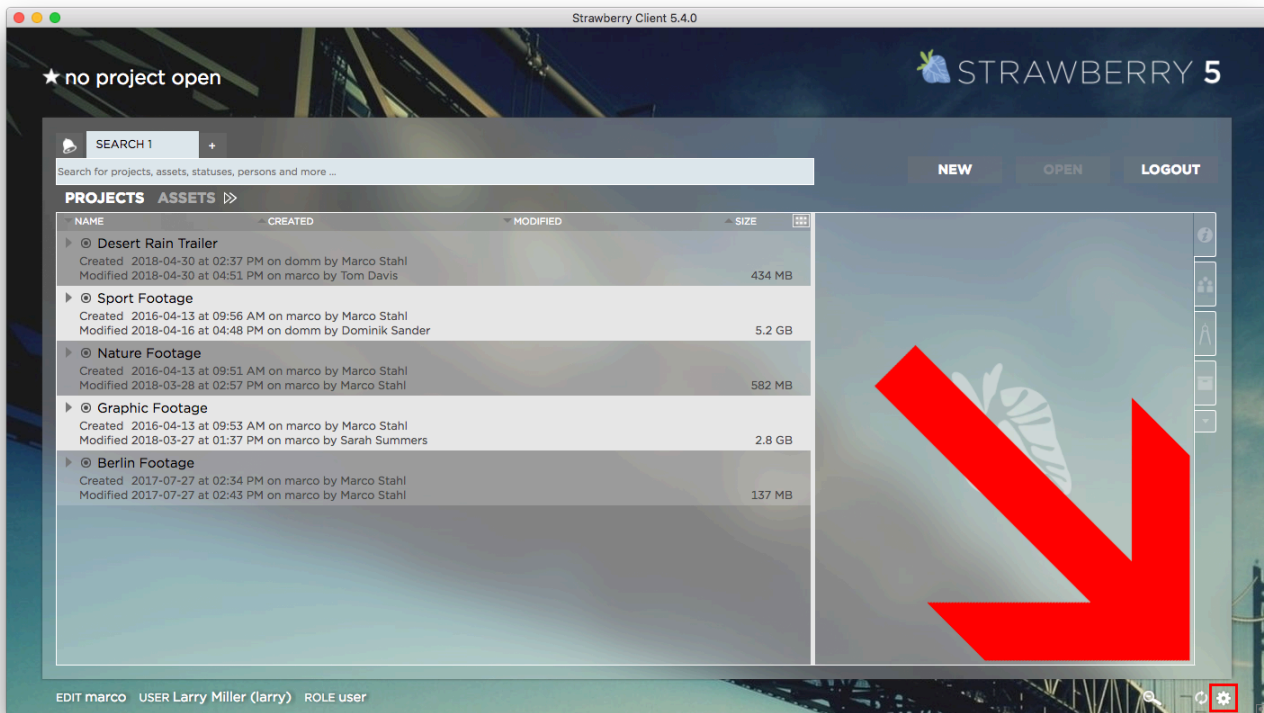 Strawberry Client 5.4.0
★ no project open
STRAWBERRY 5
SEARCH 1 +
Search for projects, assets, statuses, persons and more ...
NEW OPEN LOGOUT
PROJECTS ASSETS
NAME CREATED MODIFIED SIZE
Desert Rain Trailer
Created 2018-04-30 at 02:37 PM on domm by Marco Stahl
Modified 2018-04-30 at 04:51 PM on marco by Tom Davis 434 MB
Sport Footage
Created 2016-04-13 at 09:56 AM on marco by Marco Stahl
Modified 2018-04-16 at 04:48 PM on domm by Dominik Sander 5.2 GB
Nature Footage
Created 2016-04-13 at 09:51 AM on marco by Marco Stahl
Modified 2018-03-28 at 02:57 PM on marco by Marco Stahl 582 MB
Graphic Footage
Created 2016-04-13 at 09:53 AM on marco by Marco Stahl
Modified 2018-03-27 at 01:37 PM on marco by Sarah Summers 2.8 GB
Berlin Footage
Created 2017-07-27 at 02:34 PM on marco by Marco Stahl
Modified 2017-07-27 at 02:43 PM on marco by Marco Stahl 137 MB
EDIT marco USER Larry Miller (larry) ROLE user